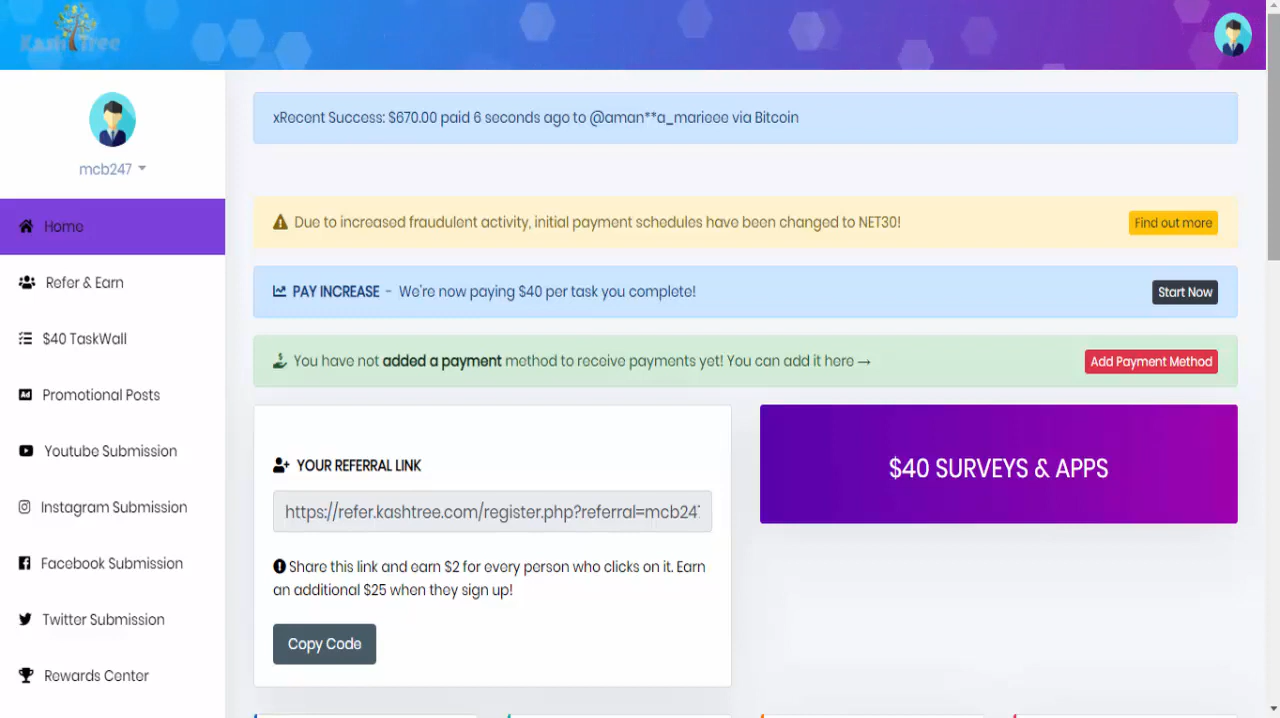 Kash Tree
mcb247
Home
Refer & Earn
$40 TaskWall
Promotional Posts
Youtube Submission
Instagram Submission
Facebook Submission
Twitter Submission
Rewards Center
xRecent Success: $670.00 paid 6 seconds ago to @aman**a_marieee via Bitcoin
Due to increased fraudulent activity, initial payment schedules have been changed to NET30!
Find out more
PAY INCREASE - We're now paying $40 per task you complete!
Start Now
You have not added a payment method to receive payments yet! You can add it here →
Add Payment Method
YOUR REFERRAL LINK
https://refer.kashtree.com/register.php?referral=mcb247
Share this link and earn $2 for every person who clicks on it. Earn
an additional $25 when they sign up!
Copy Code
$40 SURVEYS & APPS